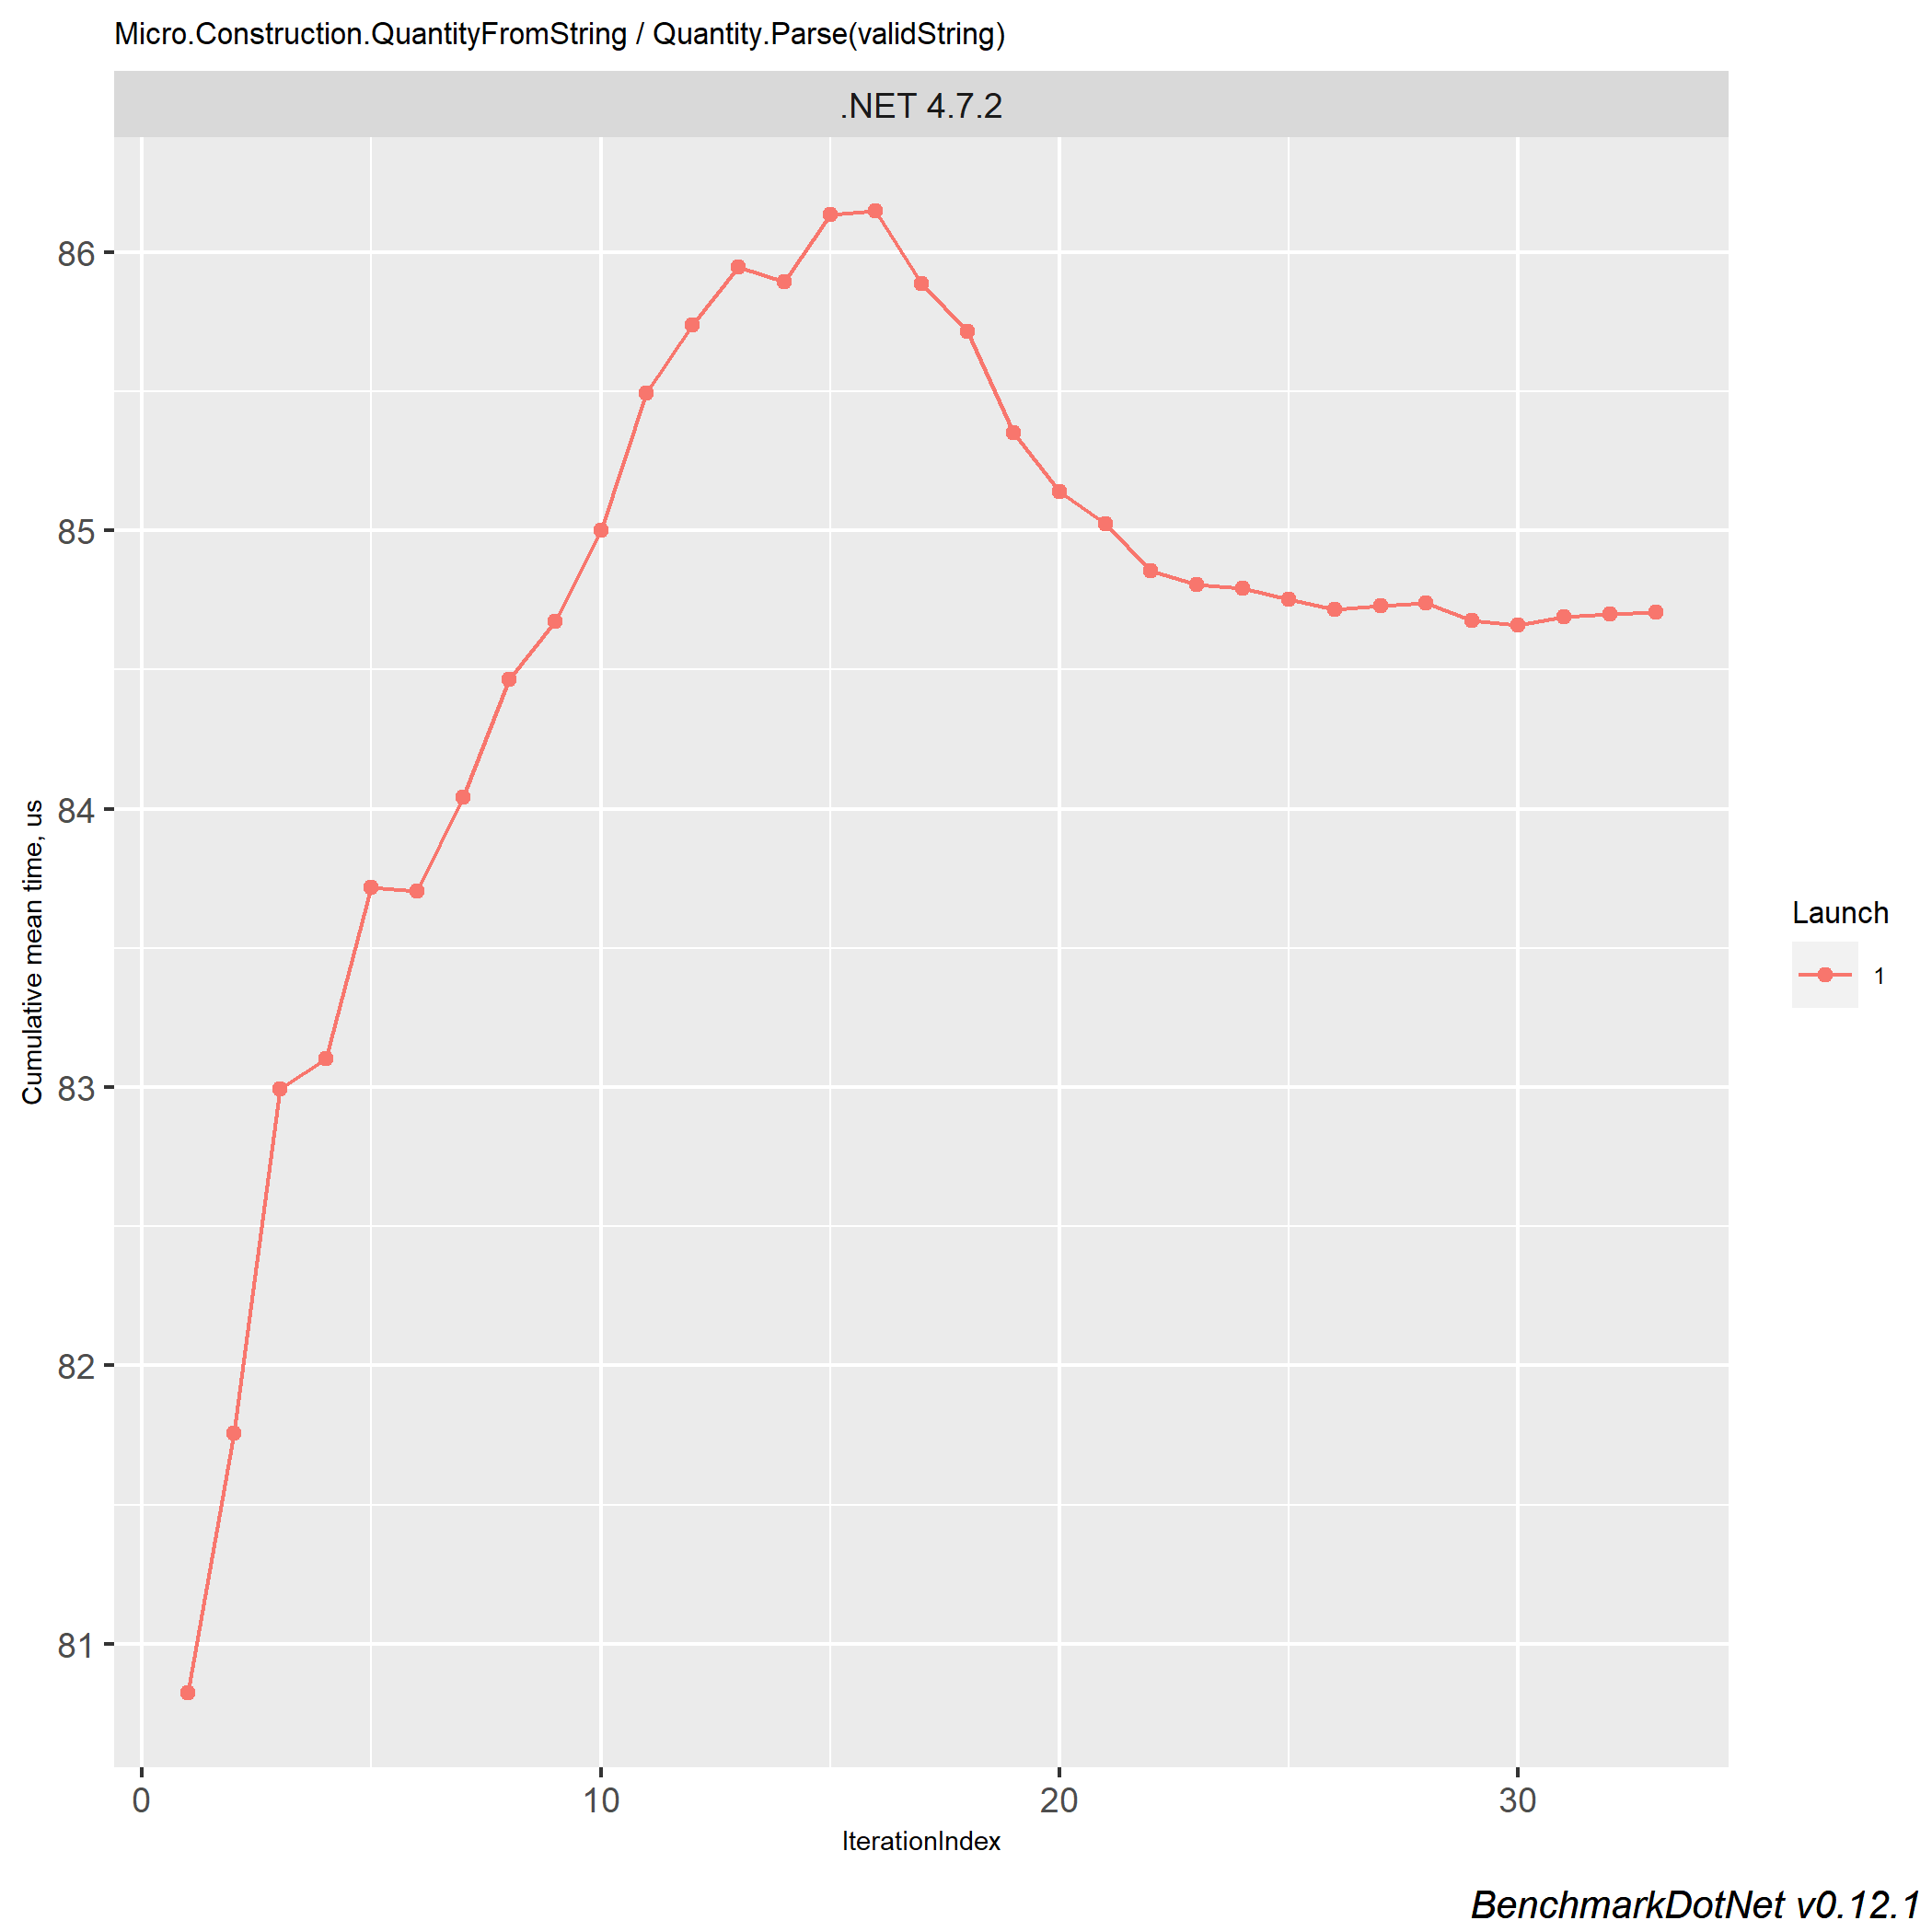 Micro.Construction.QuantityFromString / Quantity.Parse(validString)
.NET 4.7.2
86
85
84
83
82
81
Cumulative mean time, us
0
10
20
30
IterationIndex
Launch
1
BenchmarkDotNet v0.12.1